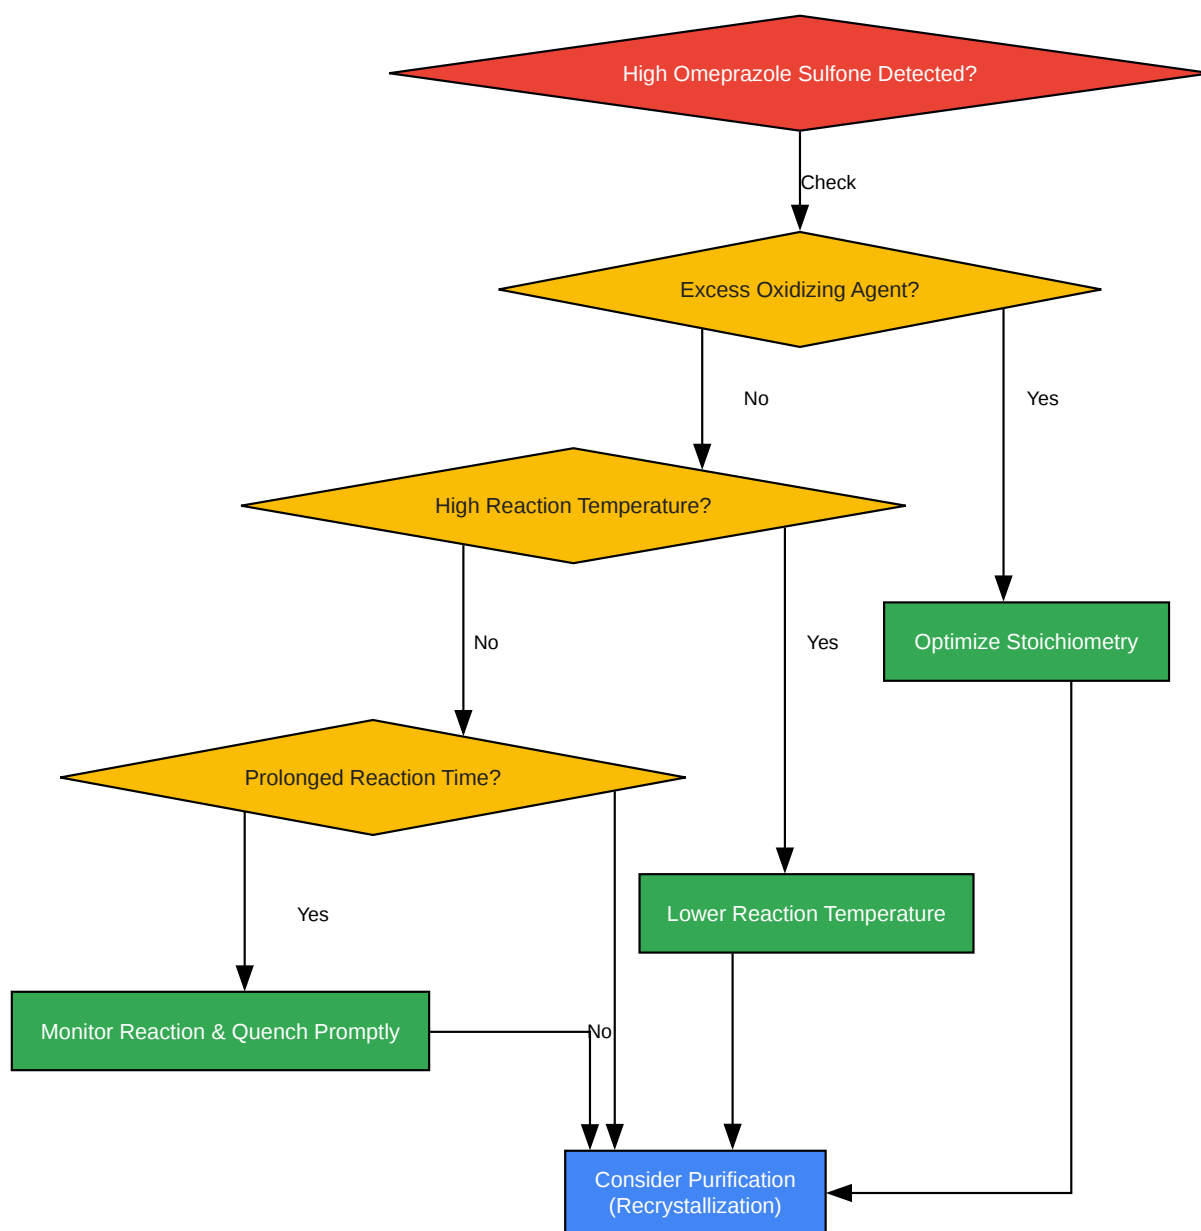 High Omeprazole Sulfone Detected?
Check
Excess Oxidizing Agent?
No
Yes
High Reaction Temperature?
No
Yes
Optimize Stoichiometry
Prolonged Reaction Time?
Yes
Lower Reaction Temperature
Monitor Reaction & Quench Promptly
No
Consider Purification
(Recrystallization)